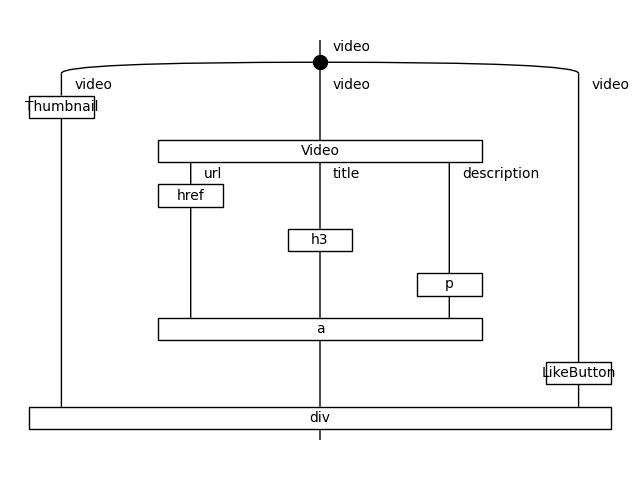 video
video
video
video
Thumbnail
Video
url
title
description
href
h3
p
a
LikeButton
div